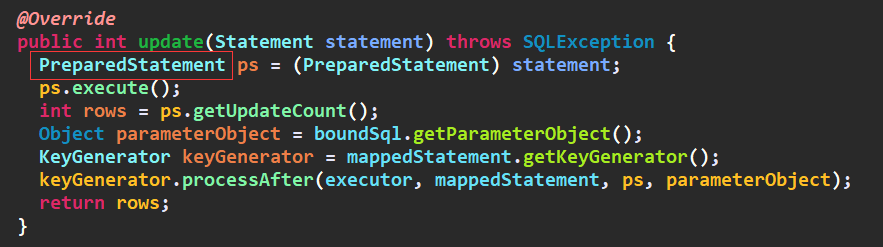 @Override
public int update(Statement statement) throws SQLException {
PreparedStatement ps = (PreparedStatement) statement;
ps.execute();
int rows = ps.getUpdateCount();
Object parameterObject = boundSql.getParameterObject();
KeyGenerator keyGenerator = mappedStatement.getKeyGenerator();
keyGenerator.processAfter(executor, mappedStatement, ps, parameterObject);
return rows;
}